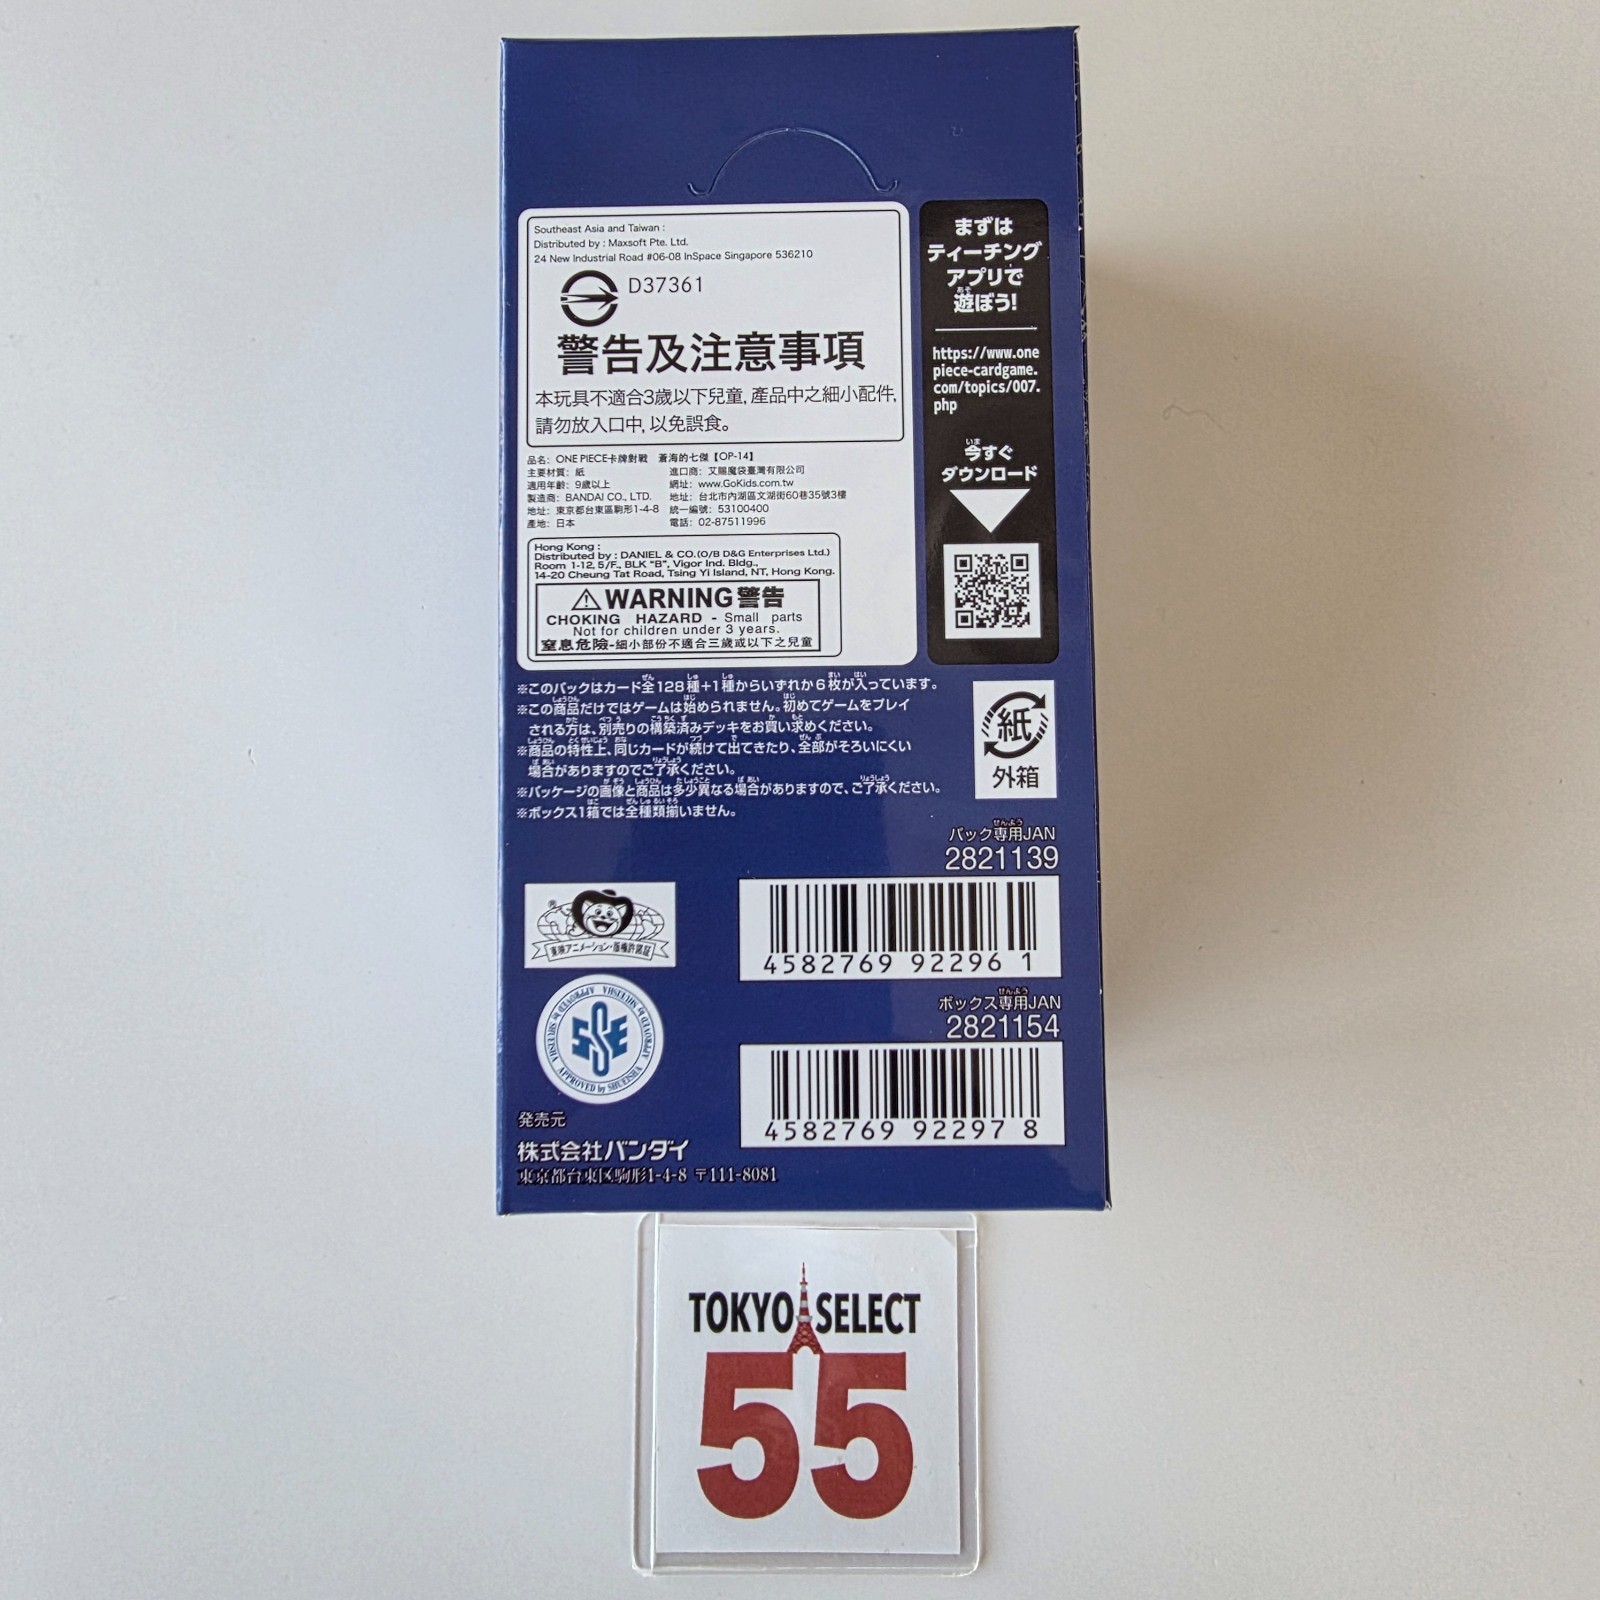 Southeast Asia and Taiwan :
Distributed by : Maxsoft Pte. Ltd.
24 New Industrial Road #06-08 InSpace Singapore 536210
D37361
警告及注意事項
本玩具不適合3歲以下兒童, 產品中之細小配件,
請勿放入口中, 以免誤食。
品名: ONE PIECE卡牌對戰 蒼海的七傑【OP-14】
主要材質: 紙
適用年齡: 9歲以上
製造商: BANDAI CO., LTD.
地址: 東京都台東區駒形1-4-8
產地: 日本
進口商: 艾賜魔袋臺灣有限公司
網址: www.GoKids.com.tw
地址: 台北市內湖區文湖街60巷35號3樓
統一編號: 53100400
電話: 02-87511996
Hong Kong :
Distributed by : DANIEL & CO.(O/B D&G Enterprises Ltd.)
Room 1-12, 5/F., BLK "B", Vigor Ind. Bldg.,
14-20 Cheung Tat Road, Tsing Yi Island, NT, Hong Kong.
WARNING 警告
CHOKING HAZARD - Small parts
Not for children under 3 years.
窒息危險-細小部份不適合三歲或以下之兒童
まずは
ティーチング
アプリで
遊ぼう!
https://www.one
piece-cardgame.
com/topics/007.
php
今すぐ
ダウンロード
※このパックはカード全128種+1種からいずれか6枚が入っています。
※この商品だけではゲームは始められません。初めてゲームをプレイ
される方は、別売りの構築済みデッキをお買い求めください。
※商品の特性上、同じカードが続けて出てきたり、全部がそろいにくい
場合がありますのでご了承ください。
※パッケージの画像と商品は多少異なる場合がありますので、ご了承ください。
※ボックス1箱では全種類揃いません。
紙
外箱
パック専用JAN
2821139
4582769 92296 1
ボックス専用JAN
2821154
4582769 92297 8
東映アニメーション・版権許諾証
APPROVED by SHUEISHA
発売元
株式会社バンダイ
東京都台東区駒形1-4-8 〒111-8081
TOKYO SELECT
55